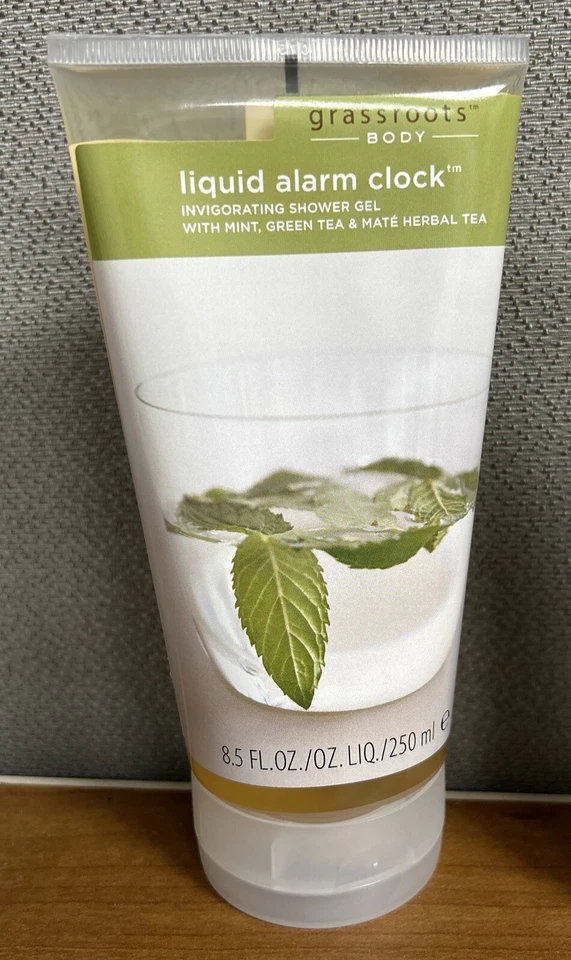 grassroots™
BODY
liquid alarm clock™
INVIGORATING SHOWER GEL
WITH MINT, GREEN TEA & MATÉ HERBAL TEA
8.5 FL.OZ./OZ. LIQ./250 ml ℮